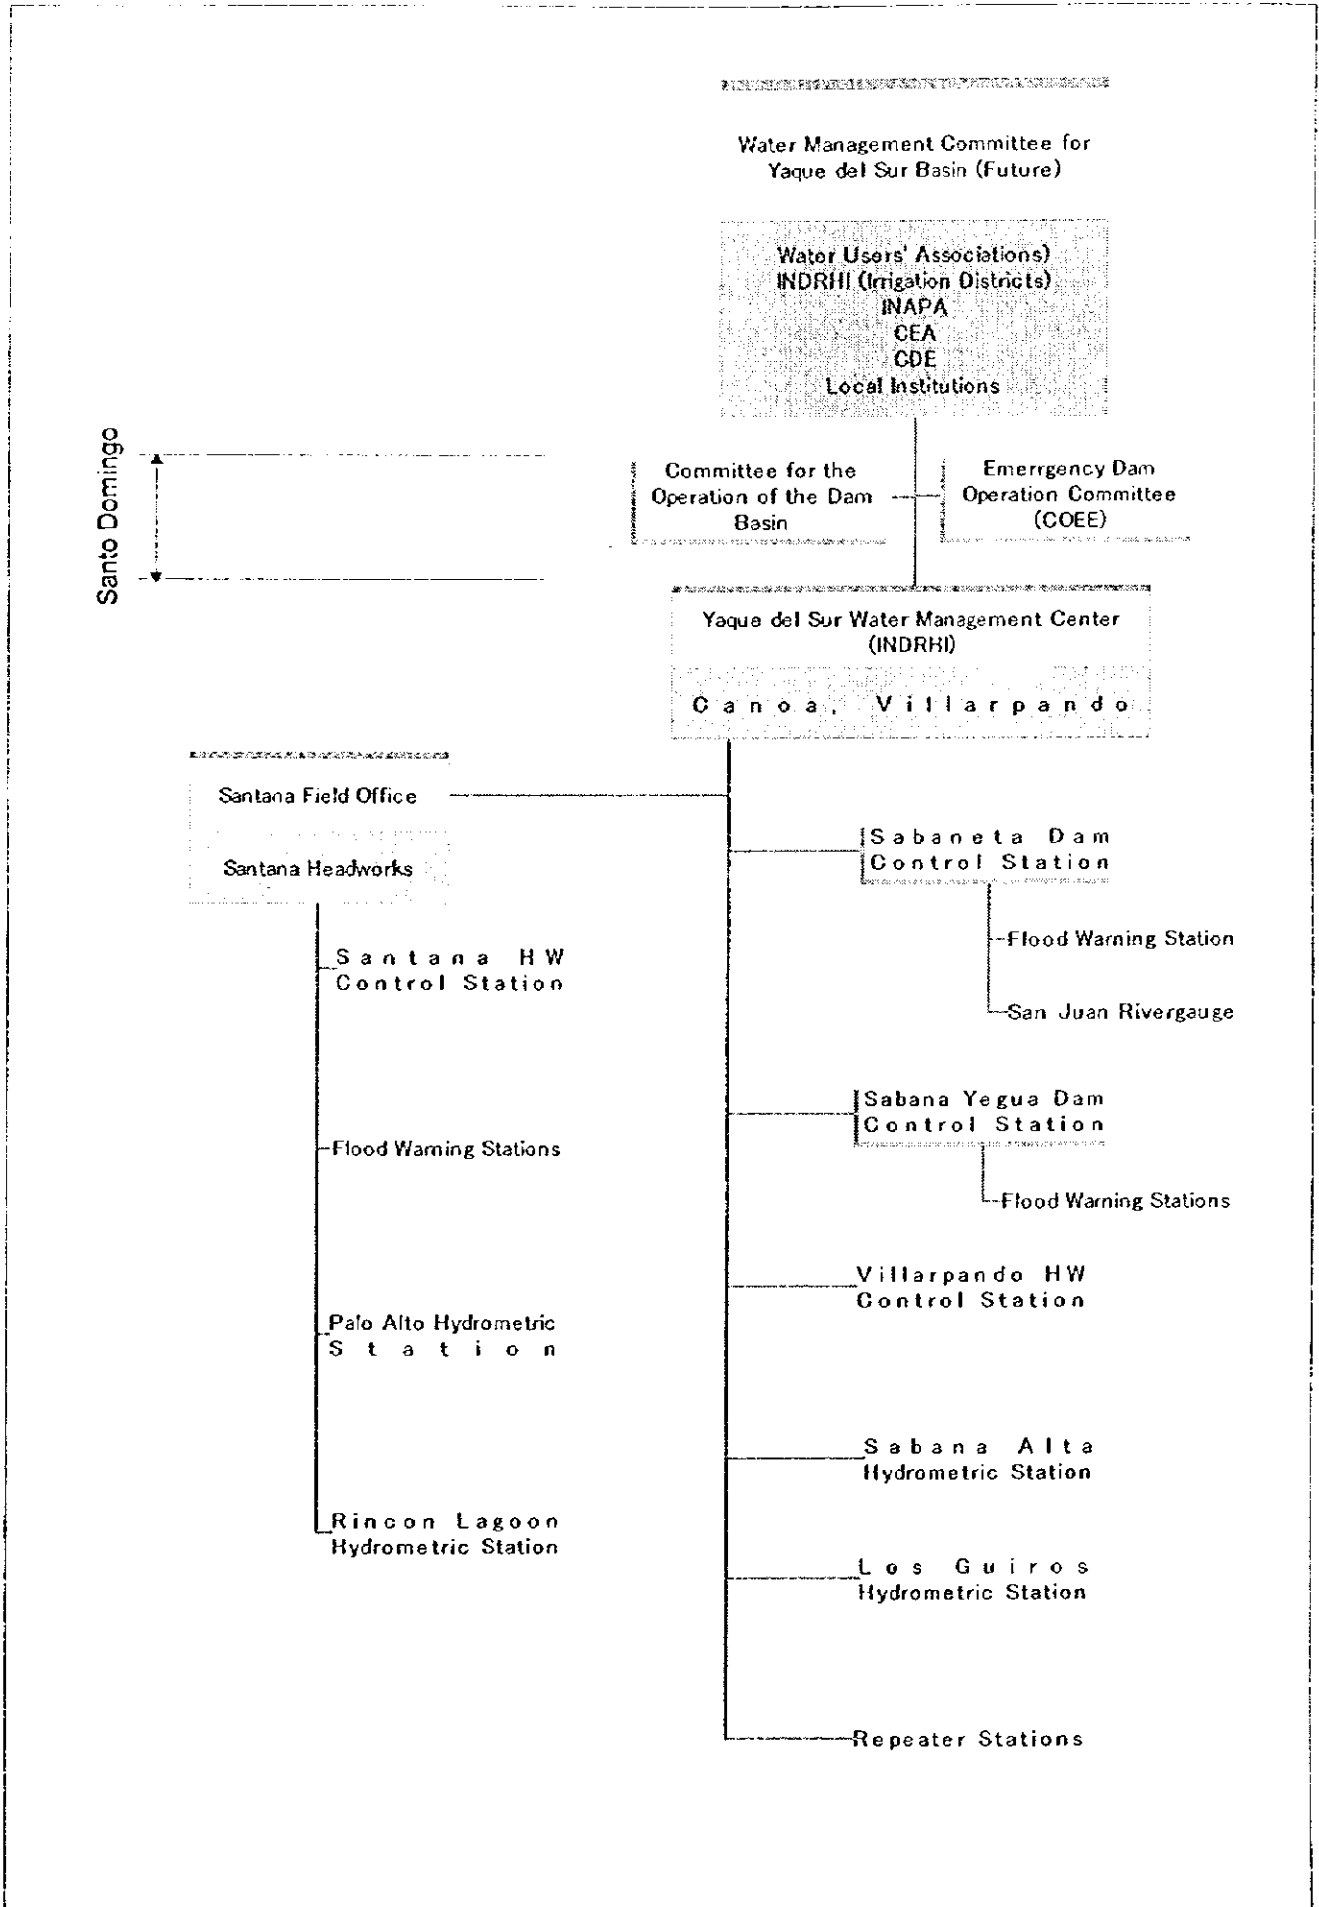 Water Management Committee for
Yaque del Sur Basin (Future)
Water Users' Associations)
INDRHI (Irrigation Districts)
INAPA
CEA
CDE
Local Institutions
Santo Domingo
Committee for the
Operation of the Dam
Basin
Emerrgency Dam
Operation Committee
(COEE)
Yaque del Sur Water Management Center
(INDRHI)
Canoa, Villarpando
Santana Field Office
Santana Headworks
Santana HW
Control Station
Flood Warning Stations
Palo Alto Hydrometric
Station
Rincon Lagoon
Hydrometric Station
Sabaneta Dam
Control Station
Flood Warning Station
San Juan Rivergauge
Sabana Yegua Dam
Control Station
Flood Warning Stations
Villarpando HW
Control Station
Sabana Alta
Hydrometric Station
Los Guiros
Hydrometric Station
Repeater Stations